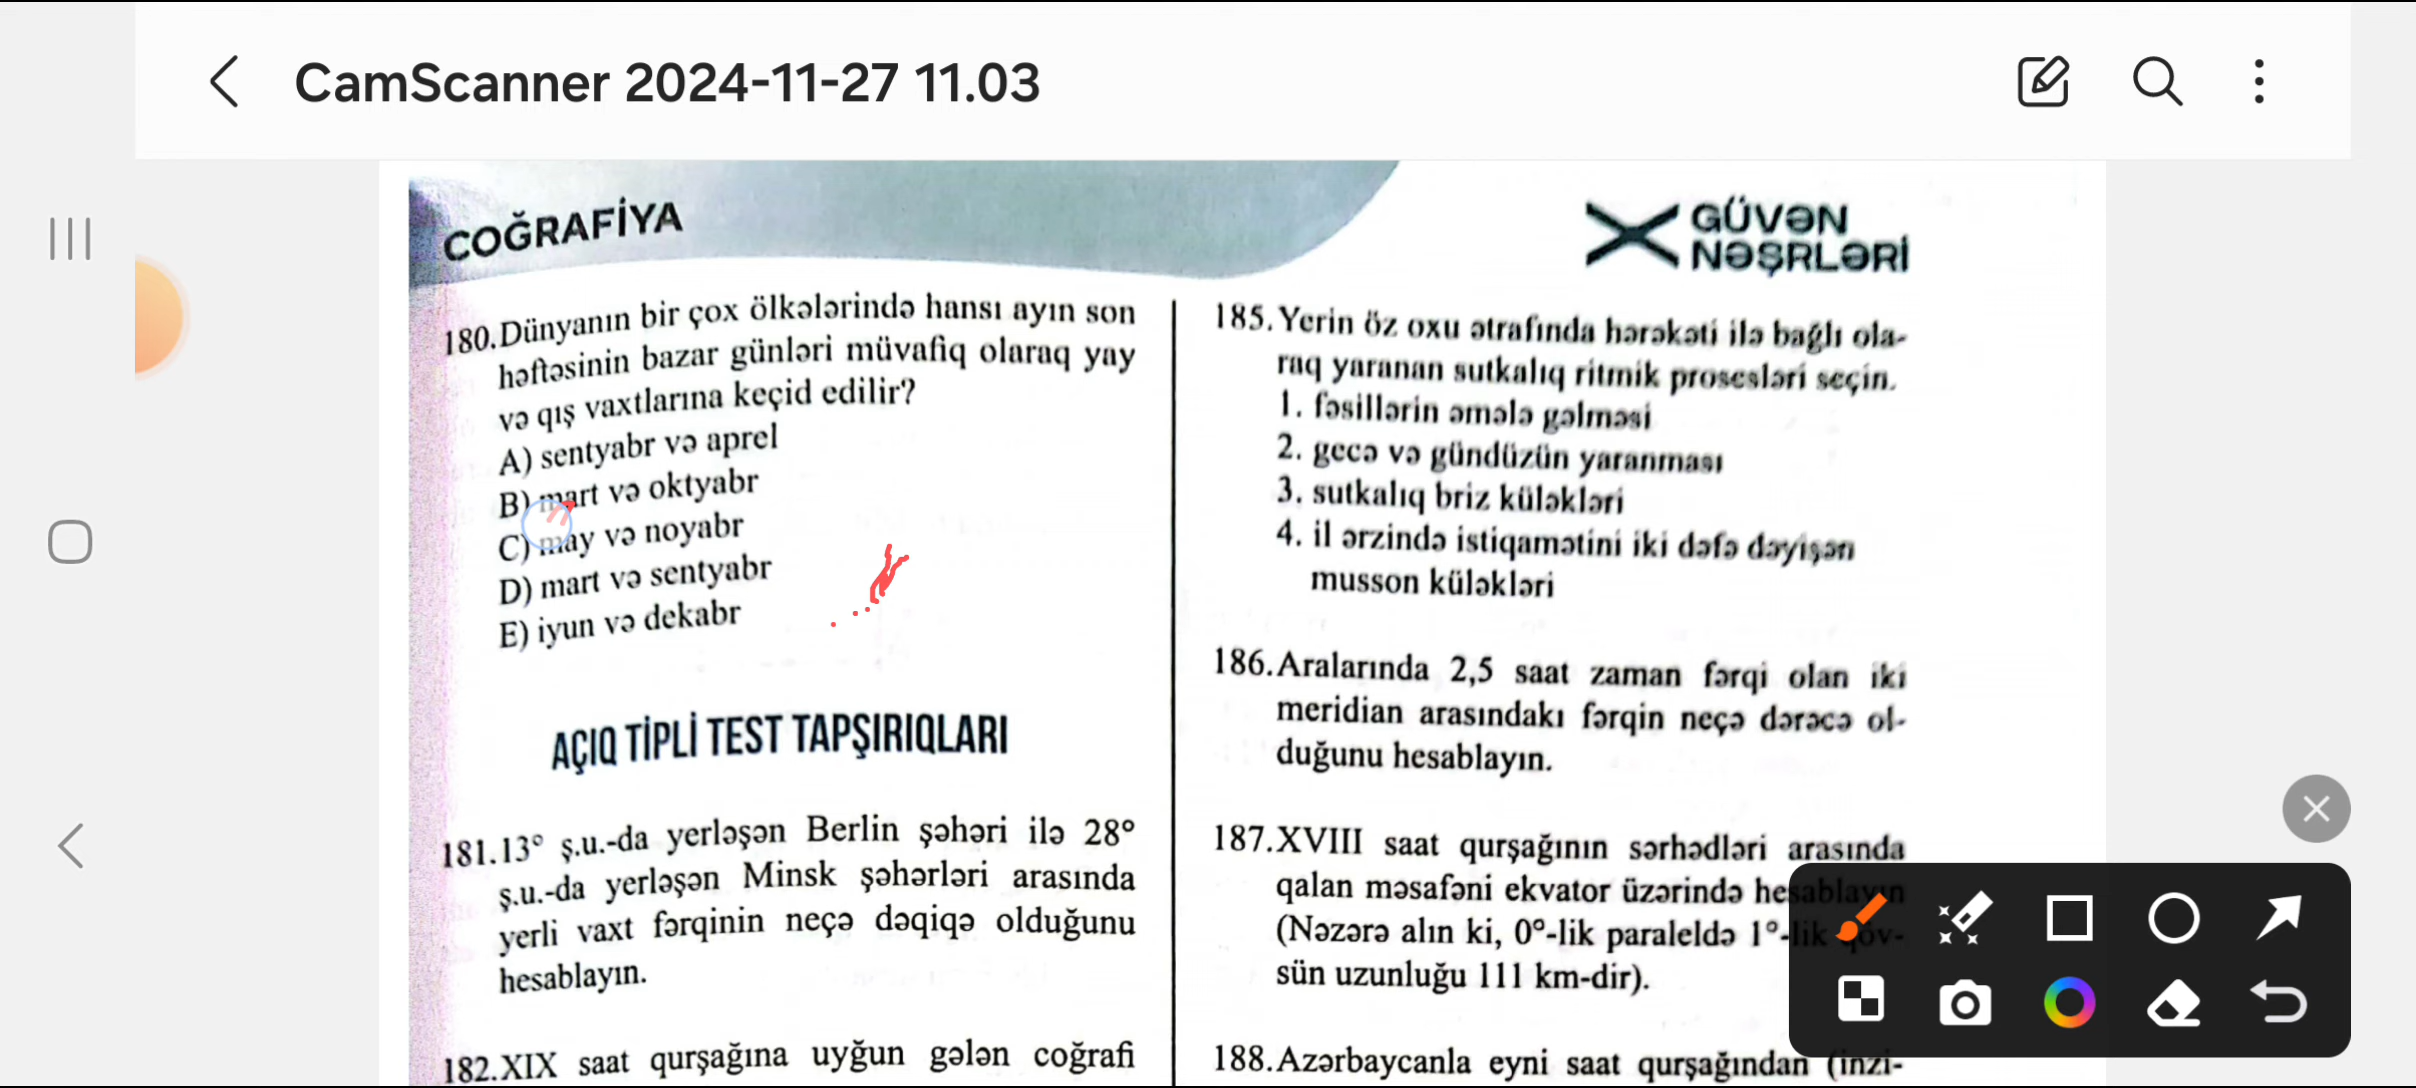 CamScanner 2024-11-27 11.03
COĞRAFİYA
GÜVƏN
NƏŞRLƏRİ
180.Dünyanın bir çox ölkələrində hansı ayın son
həftəsinin bazar günləri müvafiq olaraq yay
və qış vaxtlarına keçid edilir?
A) sentyabr və aprel
B) mart və oktyabr
C) may və noyabr
D) mart və sentyabr
E) iyun və dekabr
AÇIQ TİPLİ TEST TAPŞIRIQLARI
181.13° ş.u.-da yerləşən Berlin şəhəri ilə 28°
ş.u.-da yerləşən Minsk şəhərləri arasında
yerli vaxt fərqinin neçə dəqiqə olduğunu
hesablayın.
182.XIX saat qurşağına uyğun gələn coğrafi
185.Yerin öz oxu ətrafında hərəkəti ilə bağlı ola-
raq yaranan sutkalıq ritmik prosesləri seçin.
1. fəsillərin əmələ gəlməsi
2. gecə və gündüzün yaranması
3. sutkalıq briz küləkləri
4. il ərzində istiqamətini iki dəfə dəyişən
musson küləkləri
186.Aralarında 2,5 saat zaman fərqi olan iki
meridian arasındakı fərqin neçə dərəcə ol-
duğunu hesablayın.
187.XVIII saat qurşağının sərhədləri arasında
qalan məsafəni ekvator üzərində hesablayın
(Nəzərə alın ki, 0°-lik paraleldə 1°-lik qöv-
sün uzunluğu 111 km-dir).
188.Azərbaycanla eyni saat qurşağından (inzi-